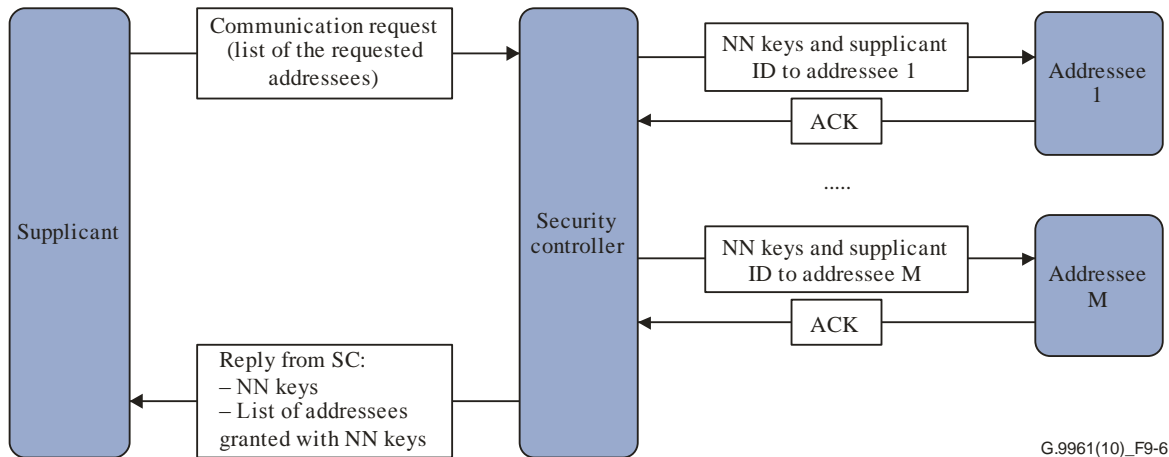 Supplicant
Communication request
(list of the requested
addressees)
Security
controller
NN keys and supplicant
ID to addressee 1
Addressee
1
ACK
.....
NN keys and supplicant
ID to addressee M
Addressee
M
ACK
Reply from SC:
– NN keys
– List of addressees
granted with NN keys
G.9961(10)_F9-6